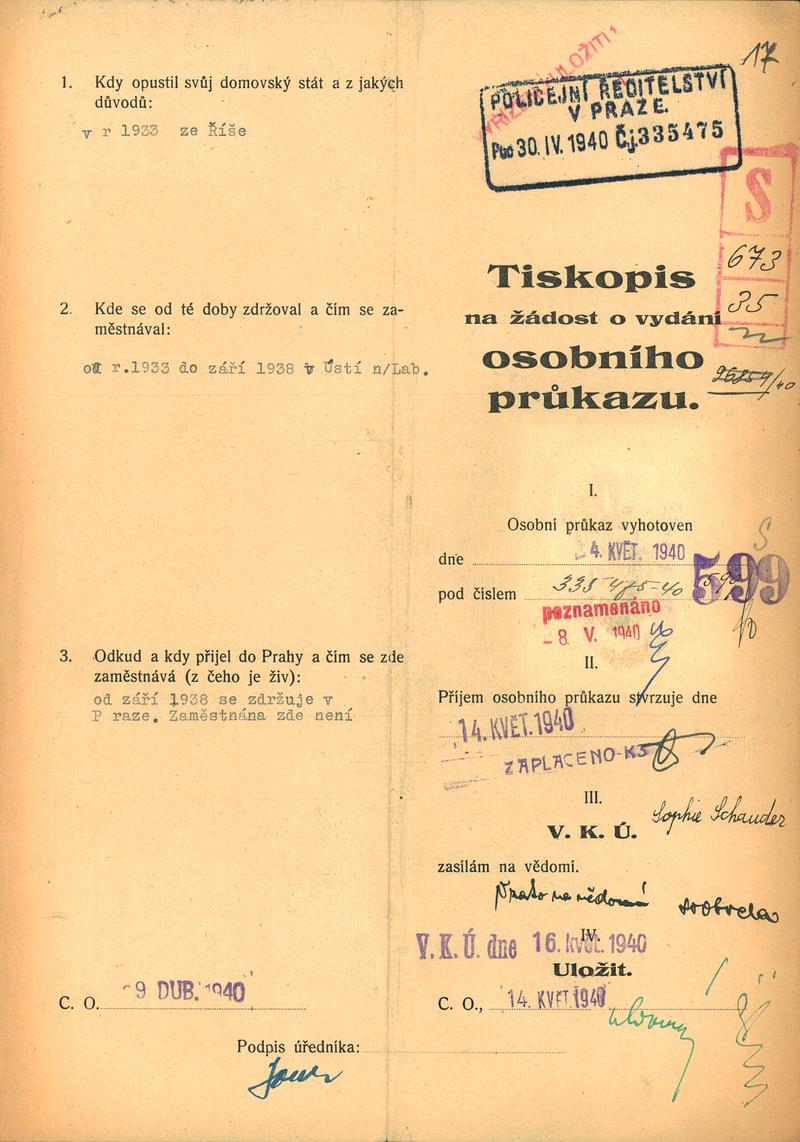 1. Kdy opustil svůj domovský stát a z jakých
důvodů:
v r 1933 ze Říše
2. Kde se od té doby zdržoval a čím se za-
městnával:
od r.1933 do září 1938 v Ústí n/Lab.
3. Odkud a kdy přijel do Prahy a čím se zde
zaměstnává (z čeho je živ):
od září 1938 se zdržuje v
P raze. Zaměstnána zde není
C. O. 9 DUB. 1940
Podpis úředníka:
17
ULOŽITI!
POLICEJNÍ ŘEDITELSTVÍ
V PRAZE.
30. IV. 1940 Čj. 335475
S
673
35
Tiskopis
na žádost o vydání
osobního
průkazu.
I.
Osobní průkaz vyhotoven
dne 4. KVĚT. 1940
S
pod číslem 335 475-40 599
poznamenáno
- 8. V. 1940
II.
Příjem osobního průkazu stvrzuje dne
14. KVĚT. 1940
ZAPLACENO-K5
III.
Sophie Schauder
V. K. Ú.
zasílám na vědomí.
IV.
V.K.Ú. dne 16. květ. 1940
Uložit.
C. O., 14. KVĚT. 1940